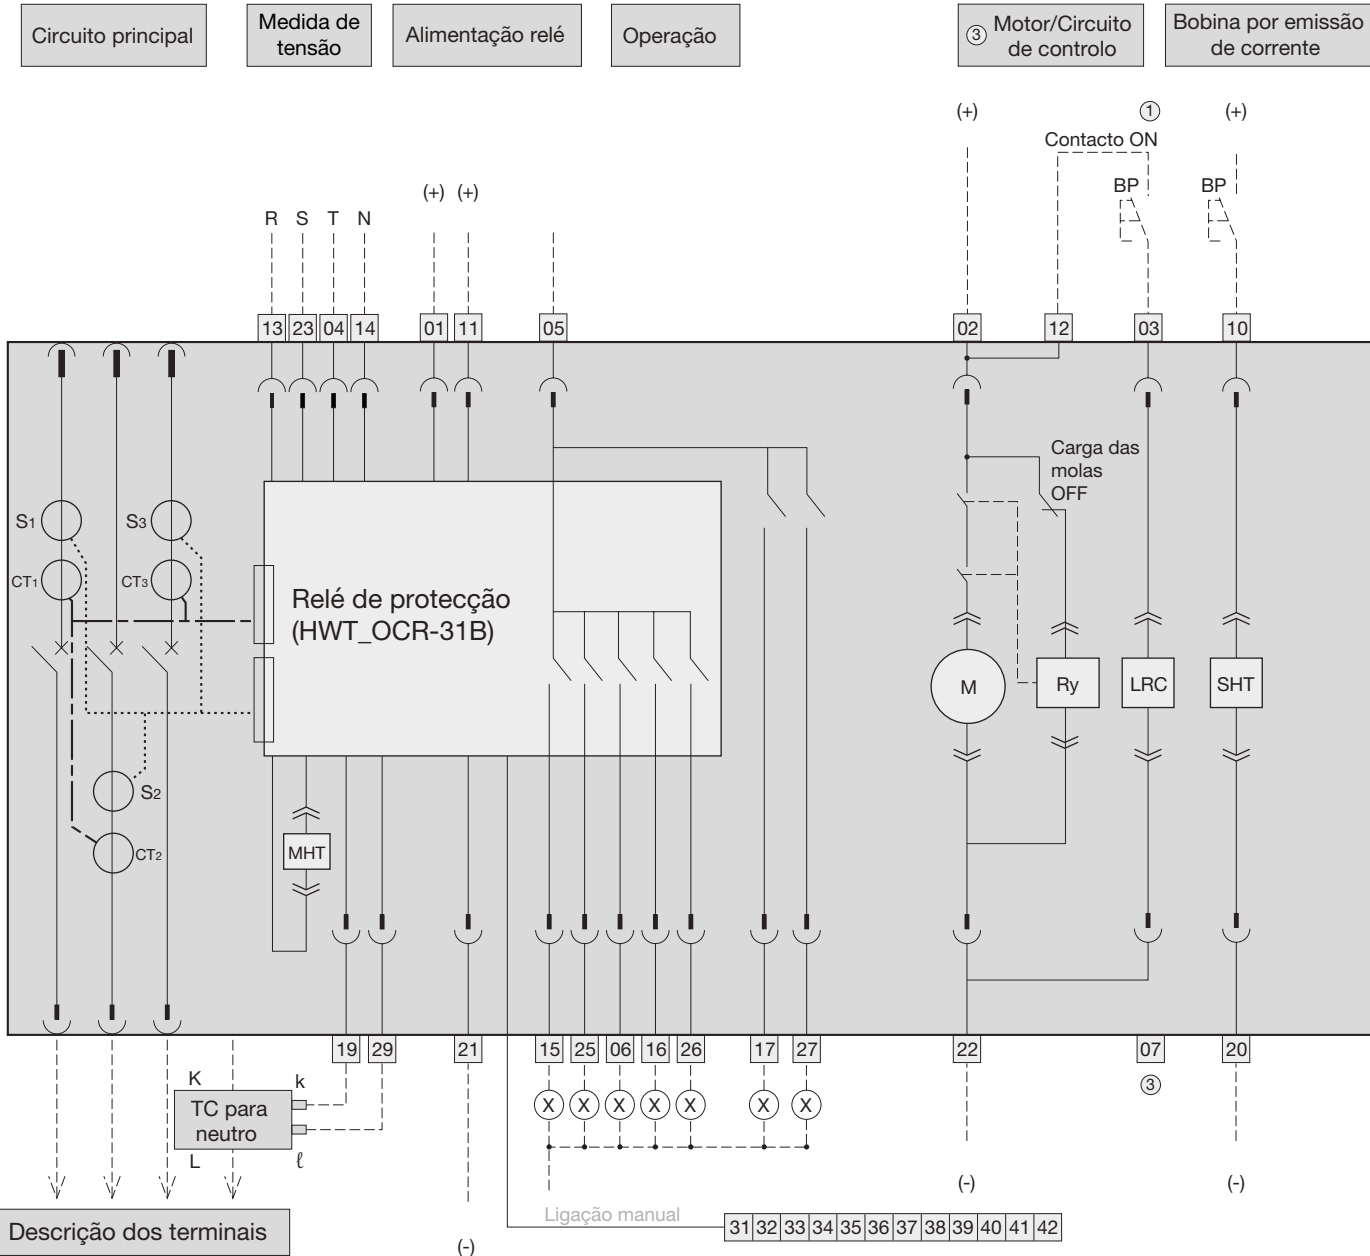 Circuito principal
Medida de
tensão
Alimentação relé
Operação
③ Motor/Circuito
de controlo
Bobina por emissão
de corrente
(+)
①
(+)
Contacto ON
BP
BP
(+) (+)
R S T N
13 23 04 14 01 11 05 02 12 03 10
Carga das
molas
OFF
S1
S3
CT1
CT3
Relé de protecção
(HWT_OCR-31B)
M
Ry
LRC
SHT
S2
MHT
CT2
19 29 21 15 25 06 16 26 17 27 22 07 20
③
K
k
TC para
neutro
X X X X X X X
L
ℓ
(-)
(-)
Ligação manual
31 32 33 34 35 36 37 38 39 40 41 42
Descrição dos terminais
(-)